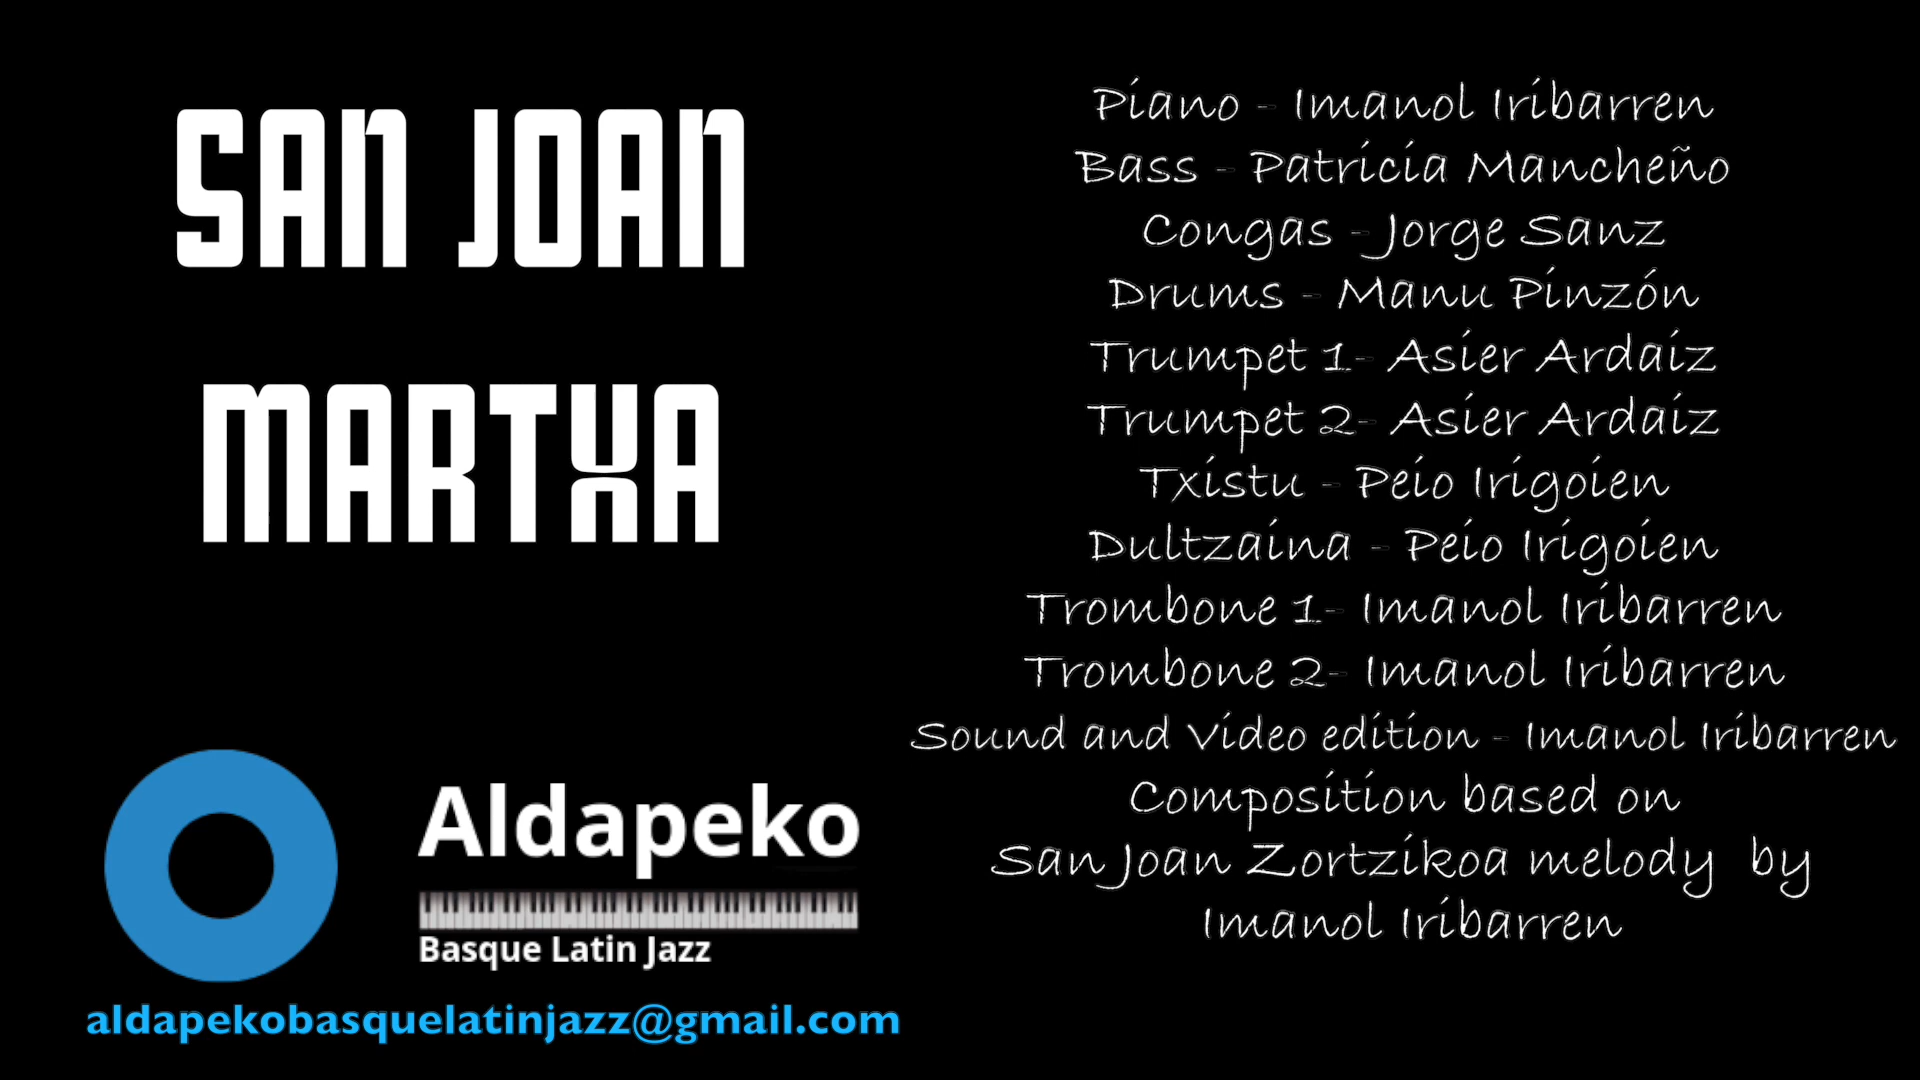 SAN JOAN
MARTXA
Aldapeko
Basque Latin Jazz
aldapekobasquelatinjazz@gmail.com
Piano - Imanol Iribarren
Bass - Patricia Mancheño
Congas - Jorge Sanz
Drums - Manu Pinzón
Trumpet 1- Asier Ardaiz
Trumpet 2- Asier Ardaiz
Txistu - Peio Irigoien
Dultzaina - Peio Irigoien
Trombone 1- Imanol Iribarren
Trombone 2- Imanol Iribarren
Sound and Video edition - Imanol Iribarren
Composition based on
San Joan Zortzikoa melody by
Imanol Iribarren